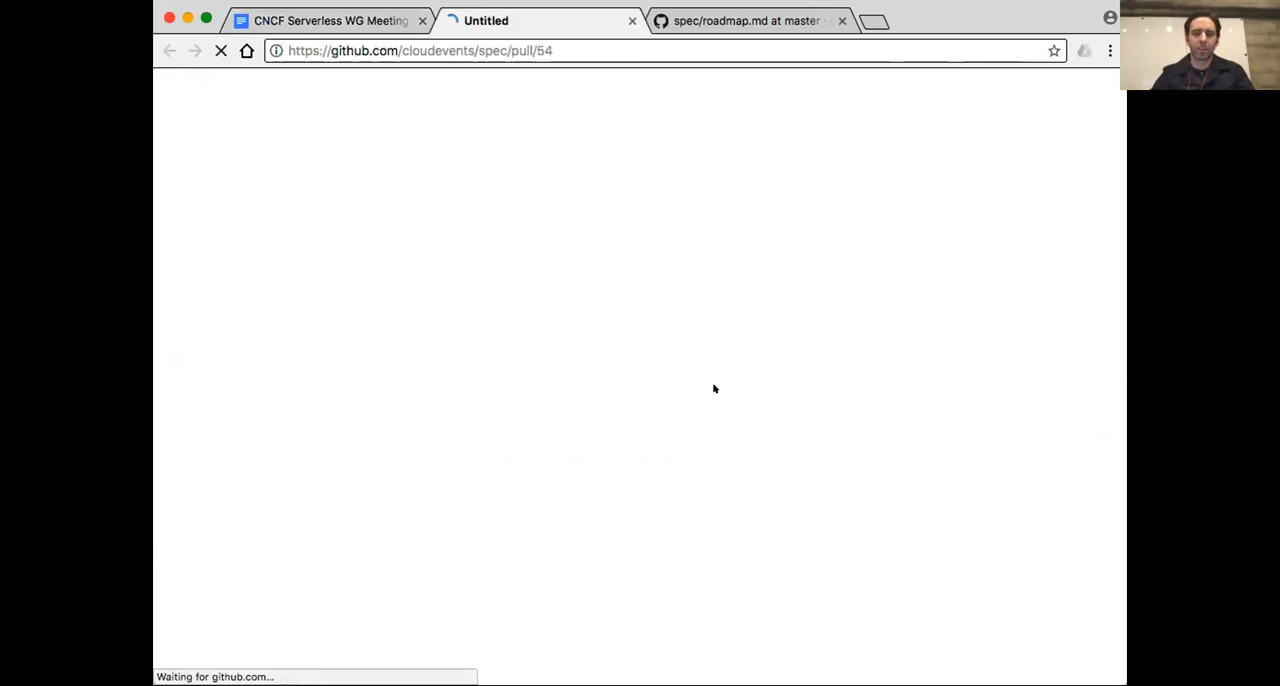 CNCF Serverless WG Meeting
Untitled
spec/roadmap.md at master ·
https://github.com/cloudevents/spec/pull/54
Waiting for github.com...